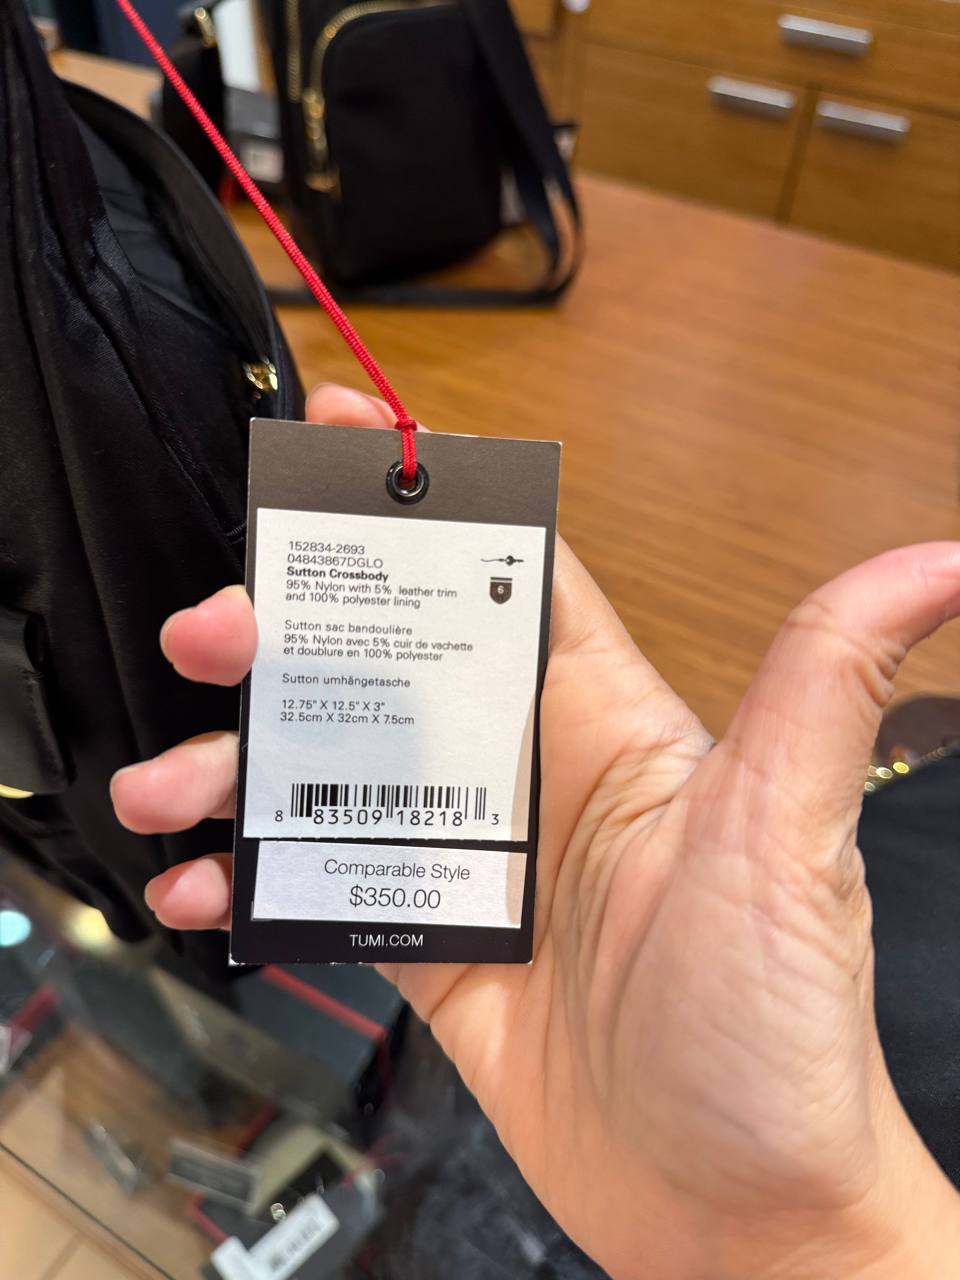 152834-2693
04843867DGLO
Sutton Crossbody
95% Nylon with 5% leather trim
and 100% polyester lining
6
Sutton sac bandoulière
95% Nylon avec 5% cuir de vachette
et doublure en 100% polyester
Sutton umhängetasche
12.75" X 12.5" X 3"
32.5cm X 32cm X 7.5cm
8 83509 18218 3
Comparable Style
$350.00
TUMI.COM